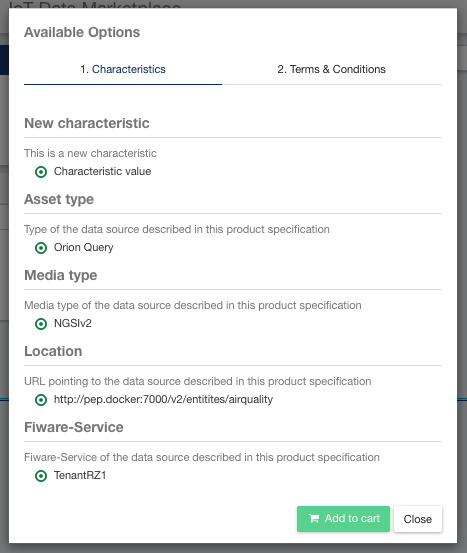 IoT Data Marketplace
Available Options
1. Characteristics
2. Terms & Conditions
New characteristic
This is a new characteristic
Characteristic value
Asset type
Type of the data source described in this product specification
Orion Query
Media type
Media type of the data source described in this product specification
NGSIv2
Location
URL pointing to the data source described in this product specification
http://pep.docker:7000/v2/entitites/airquality
Fiware-Service
Fiware-Service of the data source described in this product specification
TenantRZ1
Add to cart
Close